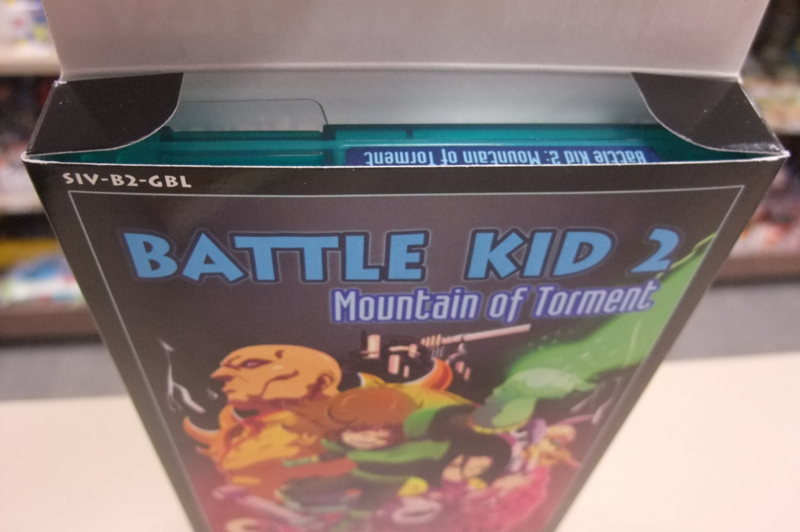 Battle Kid 2: Mountain of Torment
SIV-B2-GBL
BATTLE KID 2
Mountain of Torment